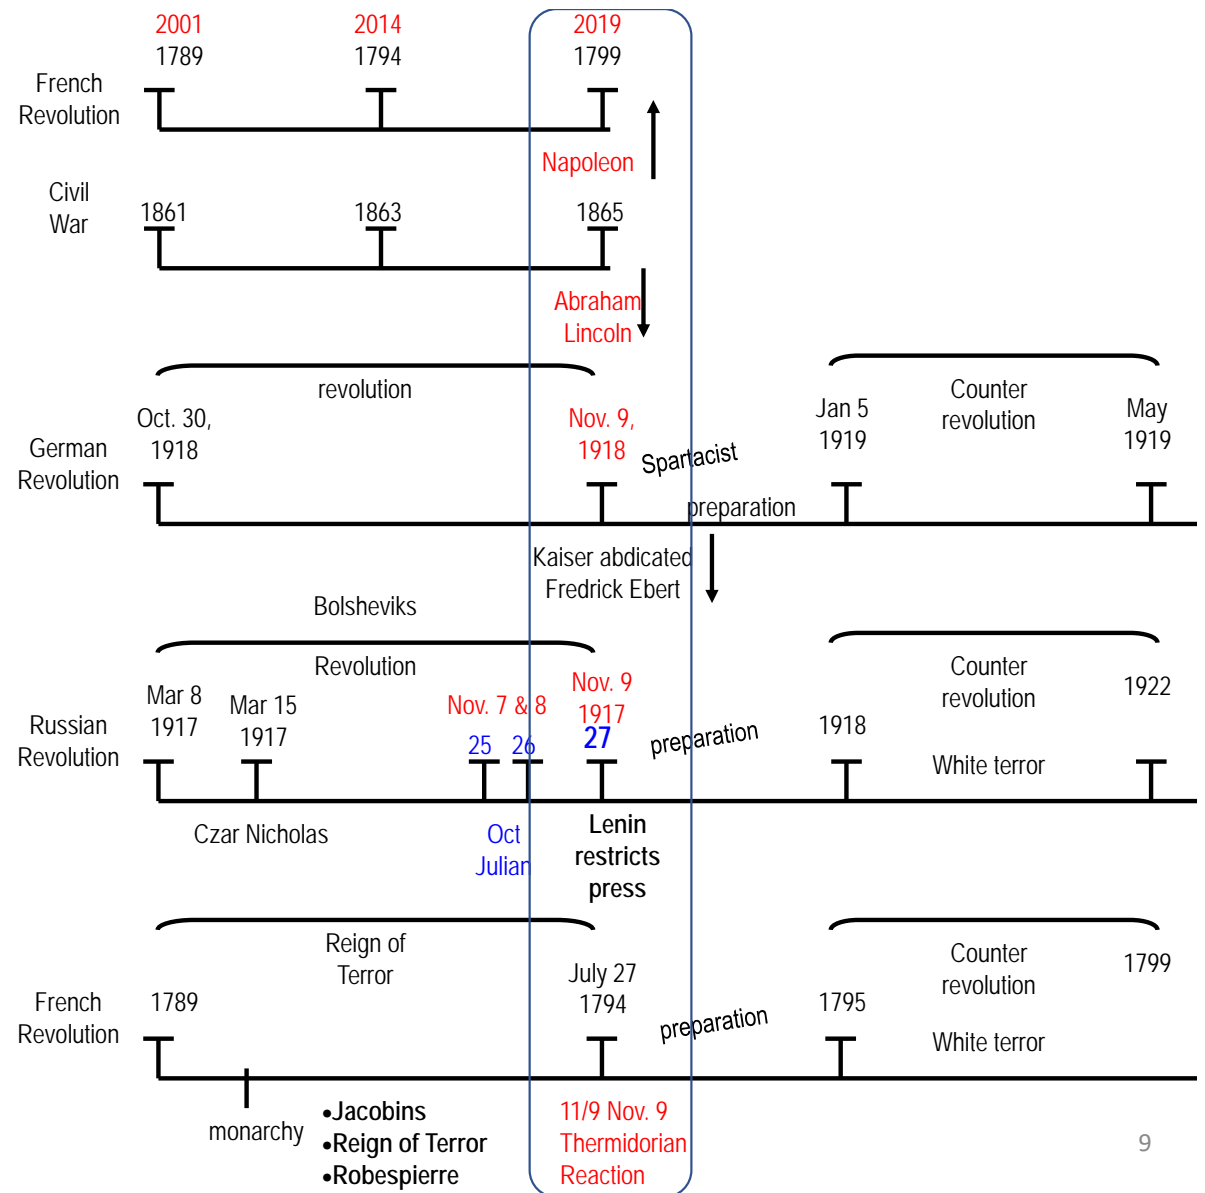 2001
2014
2019
1789
1794
1799
French
Revolution
Napoleon
Civil
War
1861
1863
1865
Abraham
Lincoln
revolution
Counter
revolution
Oct. 30,
1918
Nov. 9,
1918
Jan 5
1919
May
1919
German
Revolution
Spartacist
preparation
Kaiser abdicated
Fredrick Ebert
Bolsheviks
Revolution
Counter
revolution
Mar 8
1917
Mar 15
1917
Nov. 7 & 8
Nov. 9
1917
1918
1922
25
26
27
Russian
Revolution
preparation
White terror
Czar Nicholas
Oct
Julian
Lenin
restricts
press
Reign of
Terror
Counter
revolution
1789
July 27
1794
1795
1799
French
Revolution
preparation
White terror
monarchy
•Jacobins
•Reign of Terror
•Robespierre
11/9 Nov. 9
Thermidorian
Reaction
9